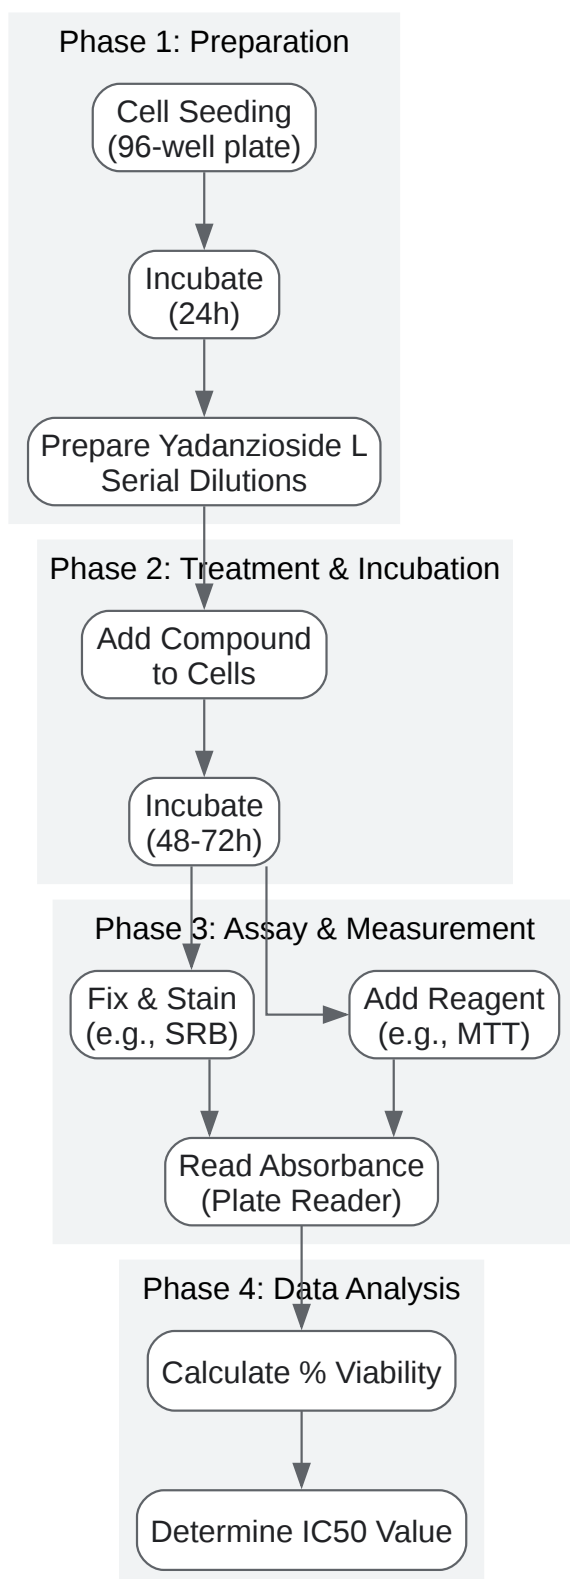 Phase 1: Preparation
Cell Seeding
(96-well plate)
Incubate
(24h)
Prepare Yadanzioside L
Serial Dilutions
Phase 2: Treatment & Incubation
Add Compound
to Cells
Incubate
(48-72h)
Phase 3: Assay & Measurement
Fix & Stain
(e.g., SRB)
Add Reagent
(e.g., MTT)
Read Absorbance
(Plate Reader)
Phase 4: Data Analysis
Calculate % Viability
Determine IC50 Value